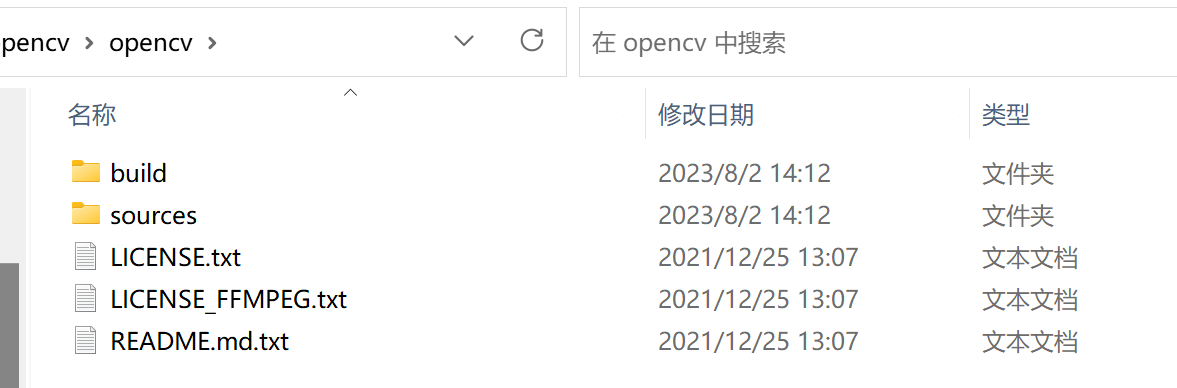 pencv > opencv >
在 opencv 中搜索
名称 修改日期 类型
build 2023/8/2 14:12 文件夹
sources 2023/8/2 14:12 文件夹
LICENSE.txt 2021/12/25 13:07 文本文档
LICENSE_FFMPEG.txt 2021/12/25 13:07 文本文档
README.md.txt 2021/12/25 13:07 文本文档